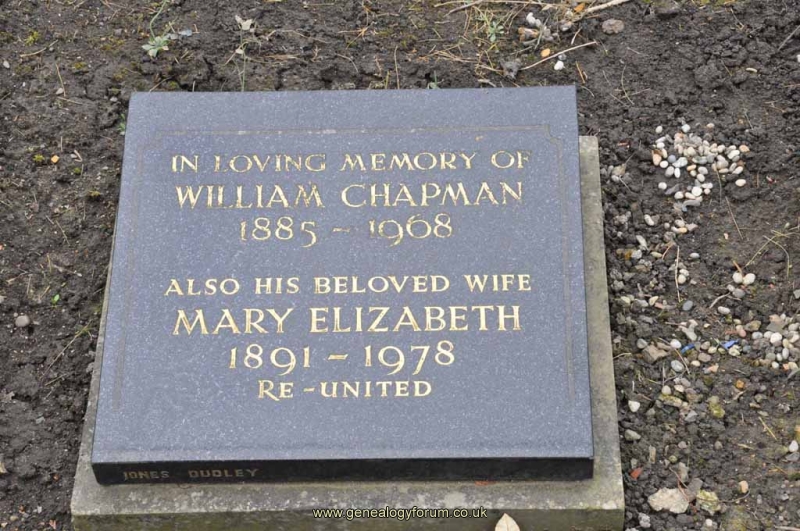 IN LOVING MEMORY OF
WILLIAM CHAPMAN
1885 - 1968
ALSO HIS BELOVED WIFE
MARY ELIZABETH
1891 - 1978
RE-UNITED
JONES DUDLEY
www.genealogyforum.co.uk